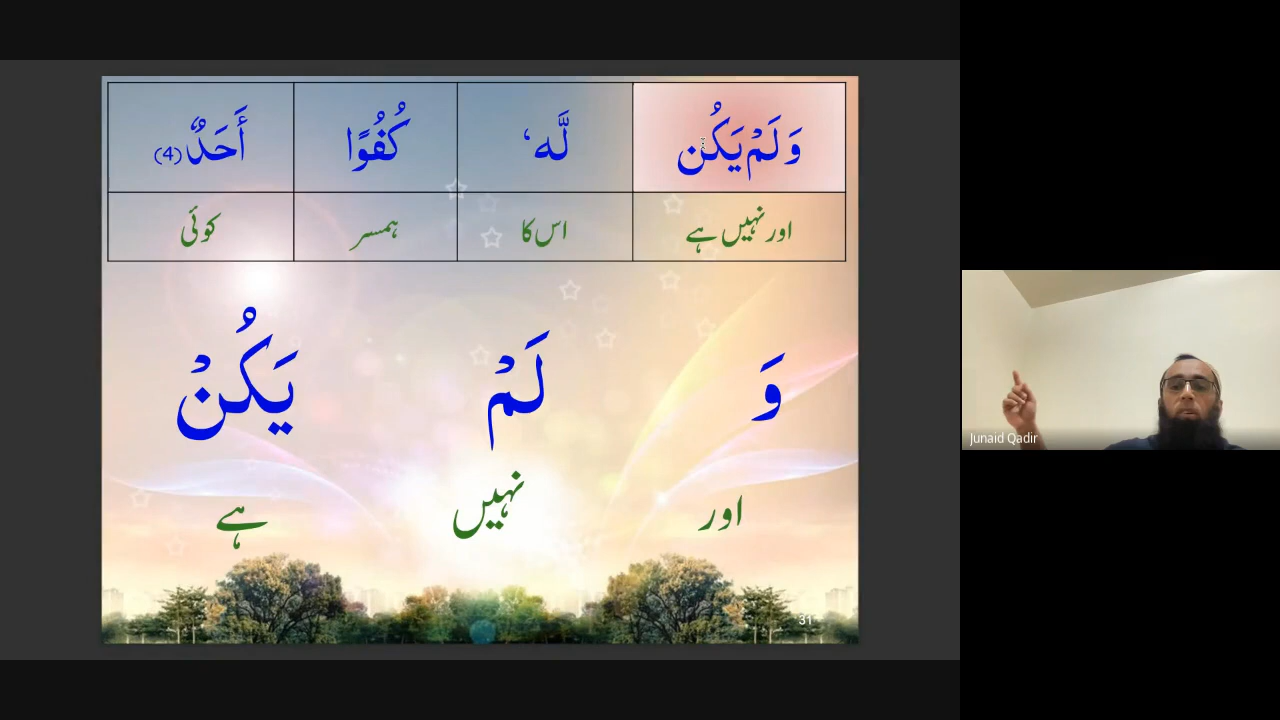 وَلَمْ يَكُن لَّه‘ كُفُوًا أَحَدٌ (4)
اور نہیں ہے اس کا ہمسر کوئی
وَ لَمْ يَكُنْ
اور نہیں ہے
31
Junaid Qadir